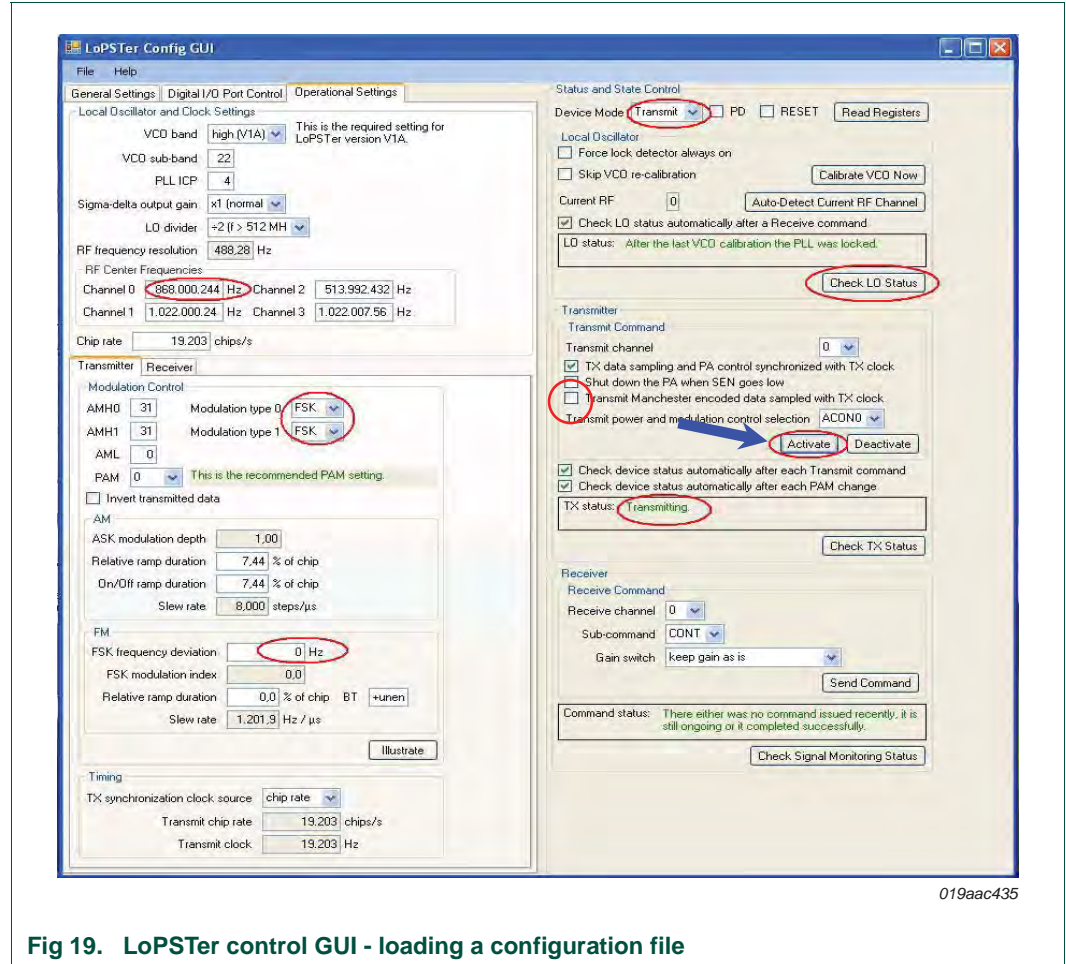 LoPSTer Config GUI
File Help
General Settings Digital I/O Port Control Operational Settings
Local Oscillator and Clock Settings
VCO band high (V1A) This is the required setting for
LoPSTer version V1A.
VCO sub-band 22
PLL ICP 4
Sigma-delta output gain x1 (normal
LO divider ÷2 (f > 512 MH
RF frequency resolution 488,28 Hz
RF Center Frequencies
Channel 0 868.000,244 Hz Channel 2 513.992.432 Hz
Channel 1 1.022.000.24 Hz Channel 3 1.022.007.56 Hz
Chip rate 19.203 chips/s
Transmitter Receiver
Modulation Control
AMH0 31 Modulation type 0 FSK
AMH1 31 Modulation type 1 FSK
AML 0
PAM 0 This is the recommended PAM setting.
Invert transmitted data
AM
ASK modulation depth 1,00
Relative ramp duration 7,44 % of chip
On/Off ramp duration 7,44 % of chip
Slew rate 8,000 steps/µs
FM
FSK frequency deviation 0 Hz
FSK modulation index 0,0
Relative ramp duration 0,0 % of chip BT +unen
Slew rate 1.201,9 Hz / µs
Illustrate
Timing
TX synchronization clock source chip rate
Transmit chip rate 19.203 chips/s
Transmit clock 19.203 Hz
Status and State Control
Device Mode Transmit PD RESET Read Registers
Local Oscillator
Force lock detector always on
Skip VCO re-calibration Calibrate VCO Now
Current RF 0 Auto-Detect Current RF Channel
Check LO status automatically after a Receive command
LO status: After the last VCO calibration the PLL was locked.
Check LO Status
Transmitter
Transmit Command
Transmit channel 0
TX data sampling and PA control synchronized with TX clock
Shut down the PA when SEN goes low
Transmit Manchester encoded data sampled with TX clock
Transmit power and modulation control selection ACON0
Activate Deactivate
Check device status automatically after each Transmit command
Check device status automatically after each PAM change
TX status: Transmitting.
Check TX Status
Receiver
Receive Command
Receive channel 0
Sub-command CONT
Gain switch keep gain as is
Send Command
Command status: There either was no command issued recently, it is
still ongoing or it completed successfully.
Check Signal Monitoring Status
019aac435
Fig 19. LoPSTer control GUI - loading a configuration file